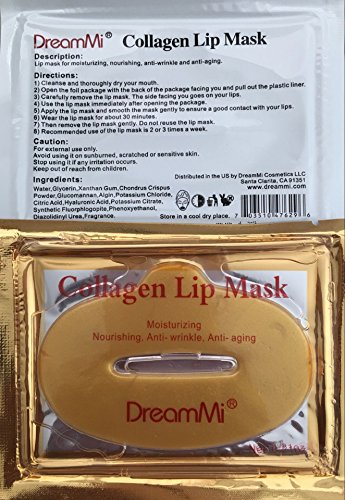 DreamMi® Collagen Lip Mask
Description:
Lip mask for moisturizing, nourishing, anti-wrinkle and anti-aging.
Directions:
1) Cleanse and thoroughly dry your mouth.
2) Open the foil package with the back of the package facing you and pull out the plastic liner.
3) Carefully remove the lip mask. The side facing you goes on your lips.
4) Use the lip mask immediately after opening the package.
5) Apply the lip mask and smooth the mask gently to ensure a good contact with your lips.
6) Wear the lip mask for about 30 minutes.
7) Then remove the lip mask gently. Do not reuse the lip mask.
8) Recommended use of the lip mask is 2 or 3 times a week.
Caution:
For external use only.
Avoid using it on sunburned, scratched or sensitive skin.
Stop using it if any irritation occurs.
Keep out of reach from children.
Ingredients:
Water, Glycerin, Xanthan Gum, Chondrus Crispus
Powder, Glucomannan, Algin, Potassium Chloride,
Citric Acid, Hyaluronic Acid, Potassium Citrate,
Synthetic Fluorphlogopite, Phenoxyethanol,
Diazolidinyl Urea, Fragrance.
Distributed in the US by DreamMi Cosmetics LLC
Santa Clarita, CA 91351
www.dreammi.com
Store in a cool dry place.
7 03510 47629 6
Collagen Lip Mask
Moisturizing
Nourishing, Anti- wrinkle, Anti- aging
DreamMi®